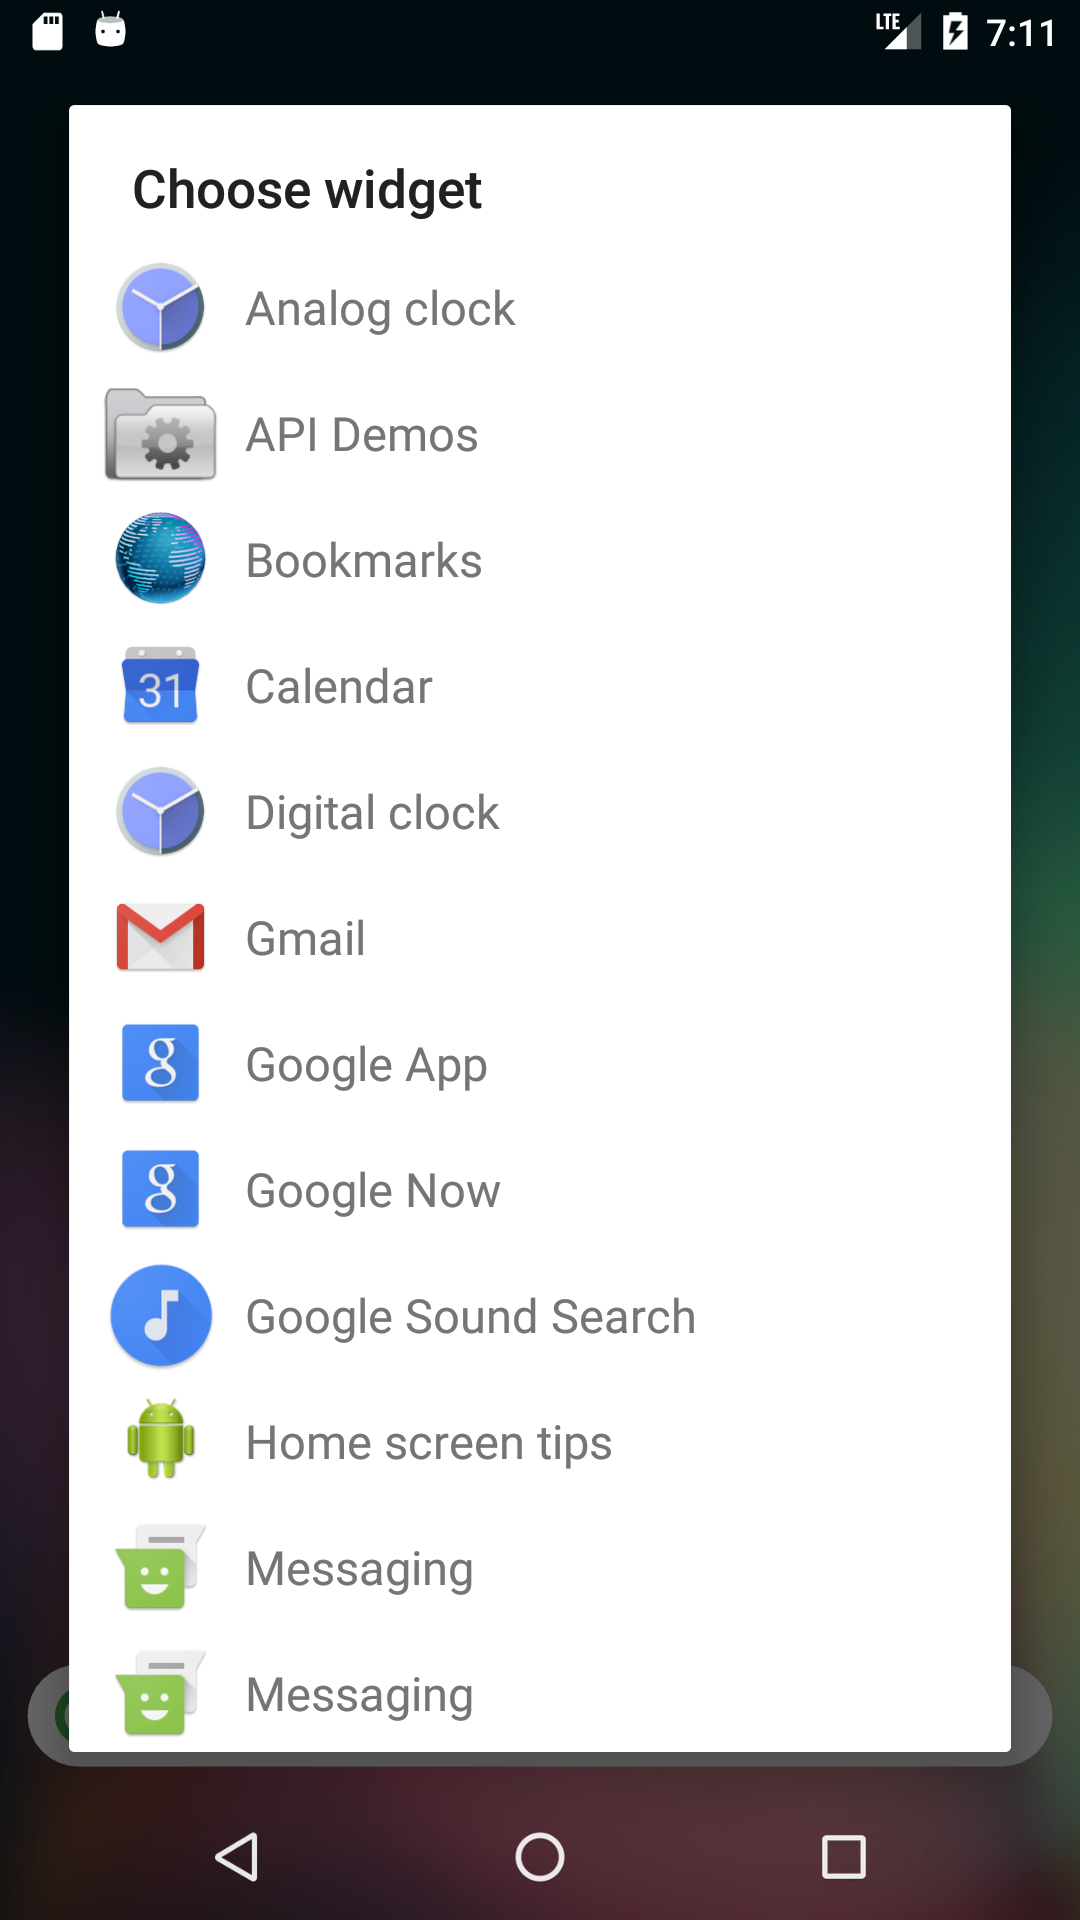 LTE 7:11
Choose widget
Analog clock
API Demos
Bookmarks
31 Calendar
Digital clock
Gmail
g Google App
g Google Now
Google Sound Search
Home screen tips
Messaging
Messaging